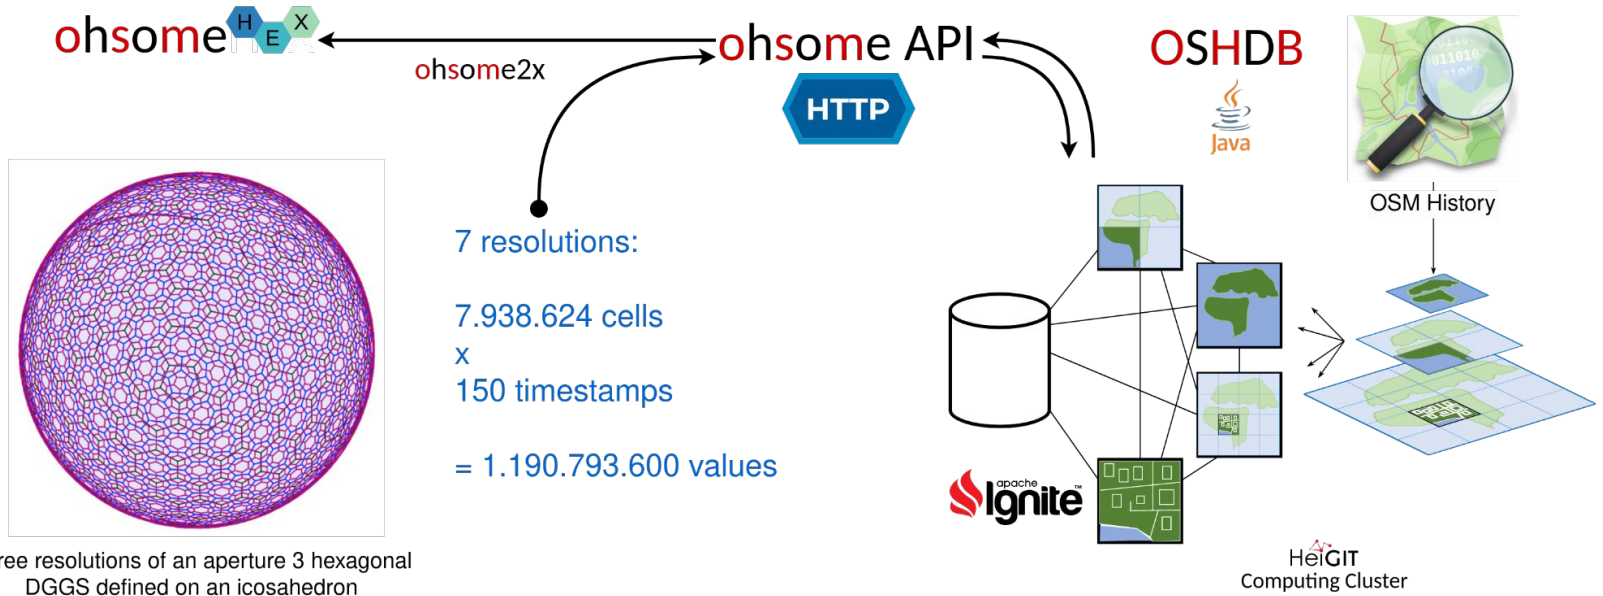 ohsome
H
E
X
ohsome2x
ohsome API
HTTP
OSHDB
Java
OSM History
7 resolutions:
7.938.624 cells
x
150 timestamps
= 1.190.793.600 values
apache
Ignite™
ree resolutions of an aperture 3 hexagonal
DGGS defined on an icosahedron
HeiGIT
Computing Cluster